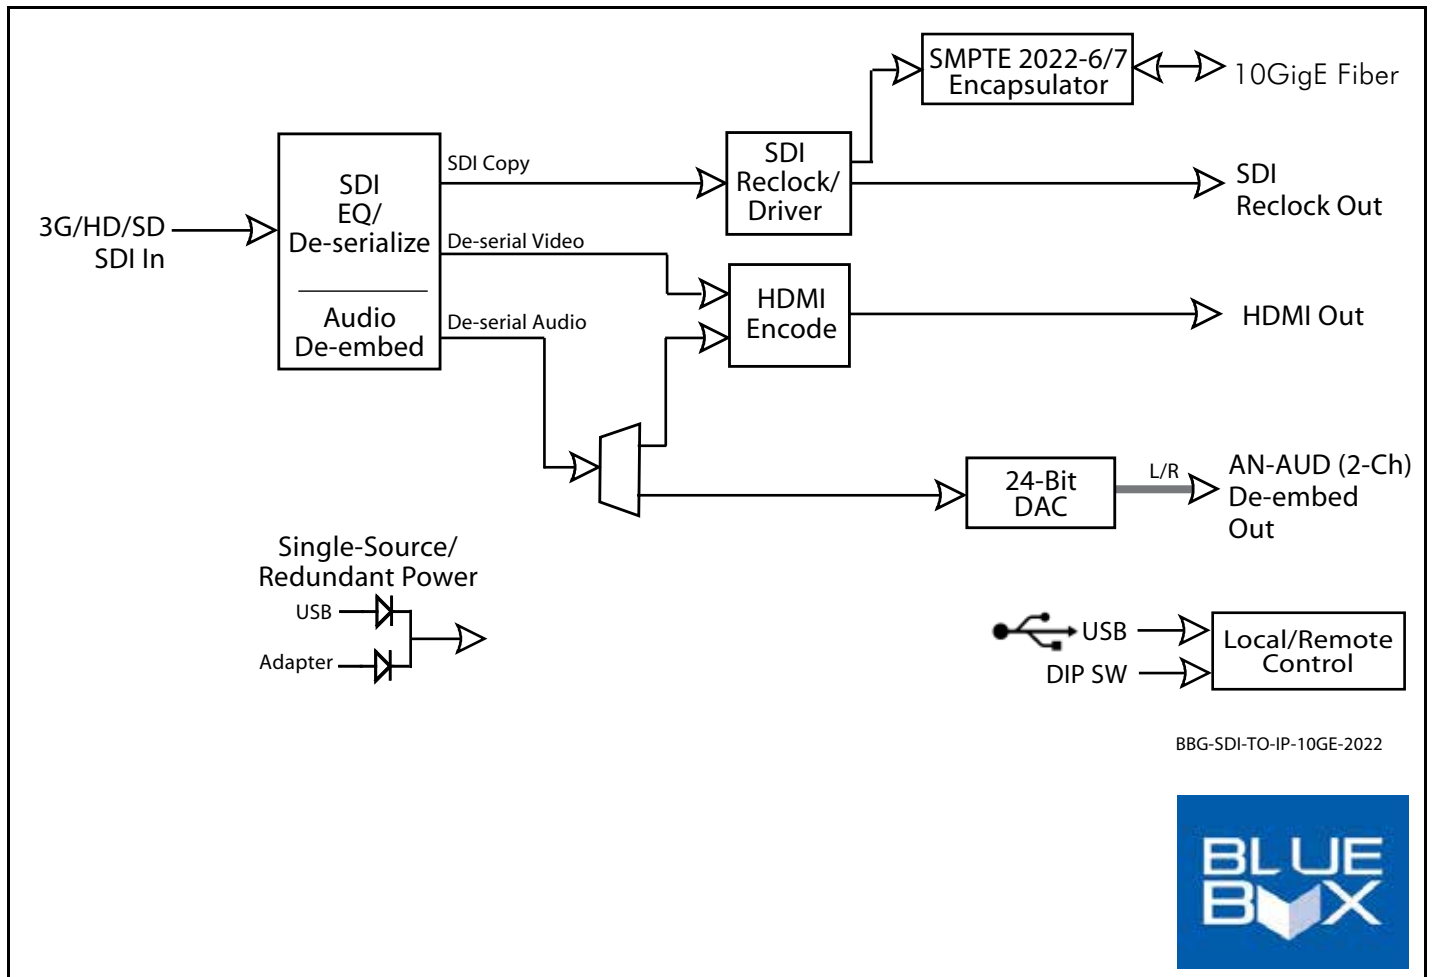 SMPTE 2022-6/7
Encapsulator
10GigE Fiber
SDI Copy
SDI
Reclock/
Driver
SDI
Reclock Out
3G/HD/SD
SDI In
SDI
EQ/
De-serialize
De-serial Video
Audio
De-embed
De-serial Audio
HDMI
Encode
HDMI Out
24-Bit
DAC
L/R
AN-AUD (2-Ch)
De-embed
Out
Single-Source/
Redundant Power
USB
Adapter
USB
DIP SW
Local/Remote
Control
BBG-SDI-TO-IP-10GE-2022
BLUE
BOX